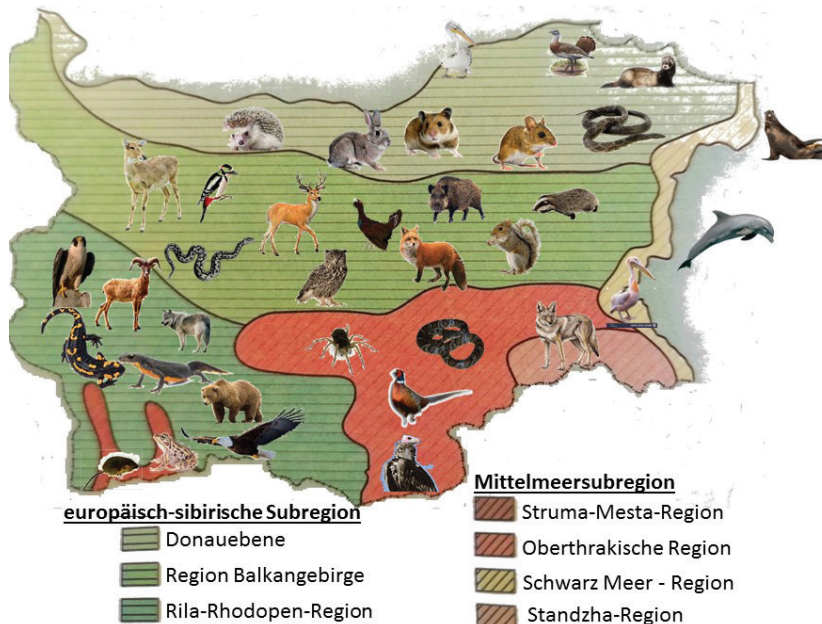 europäisch-sibirische Subregion
Donauebene
Region Balkangebirge
Rila-Rhodopen-Region
Mittelmeersubregion
Struma-Mesta-Region
Oberthrakische Region
Schwarz Meer - Region
Standzha-Region